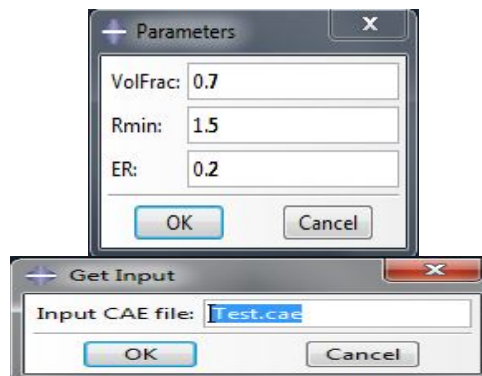 Parameters
VolFrac: 0.7
Rmin: 1.5
ER: 0.2
OK Cancel
Get Input
Input CAE file: Test.cae
OK Cancel